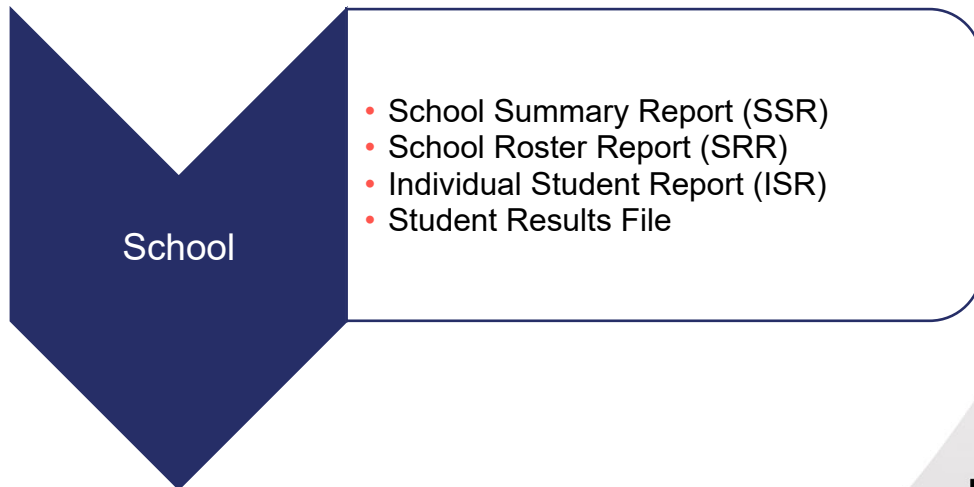 School
• School Summary Report (SSR)
• School Roster Report (SRR)
• Individual Student Report (ISR)
• Student Results File